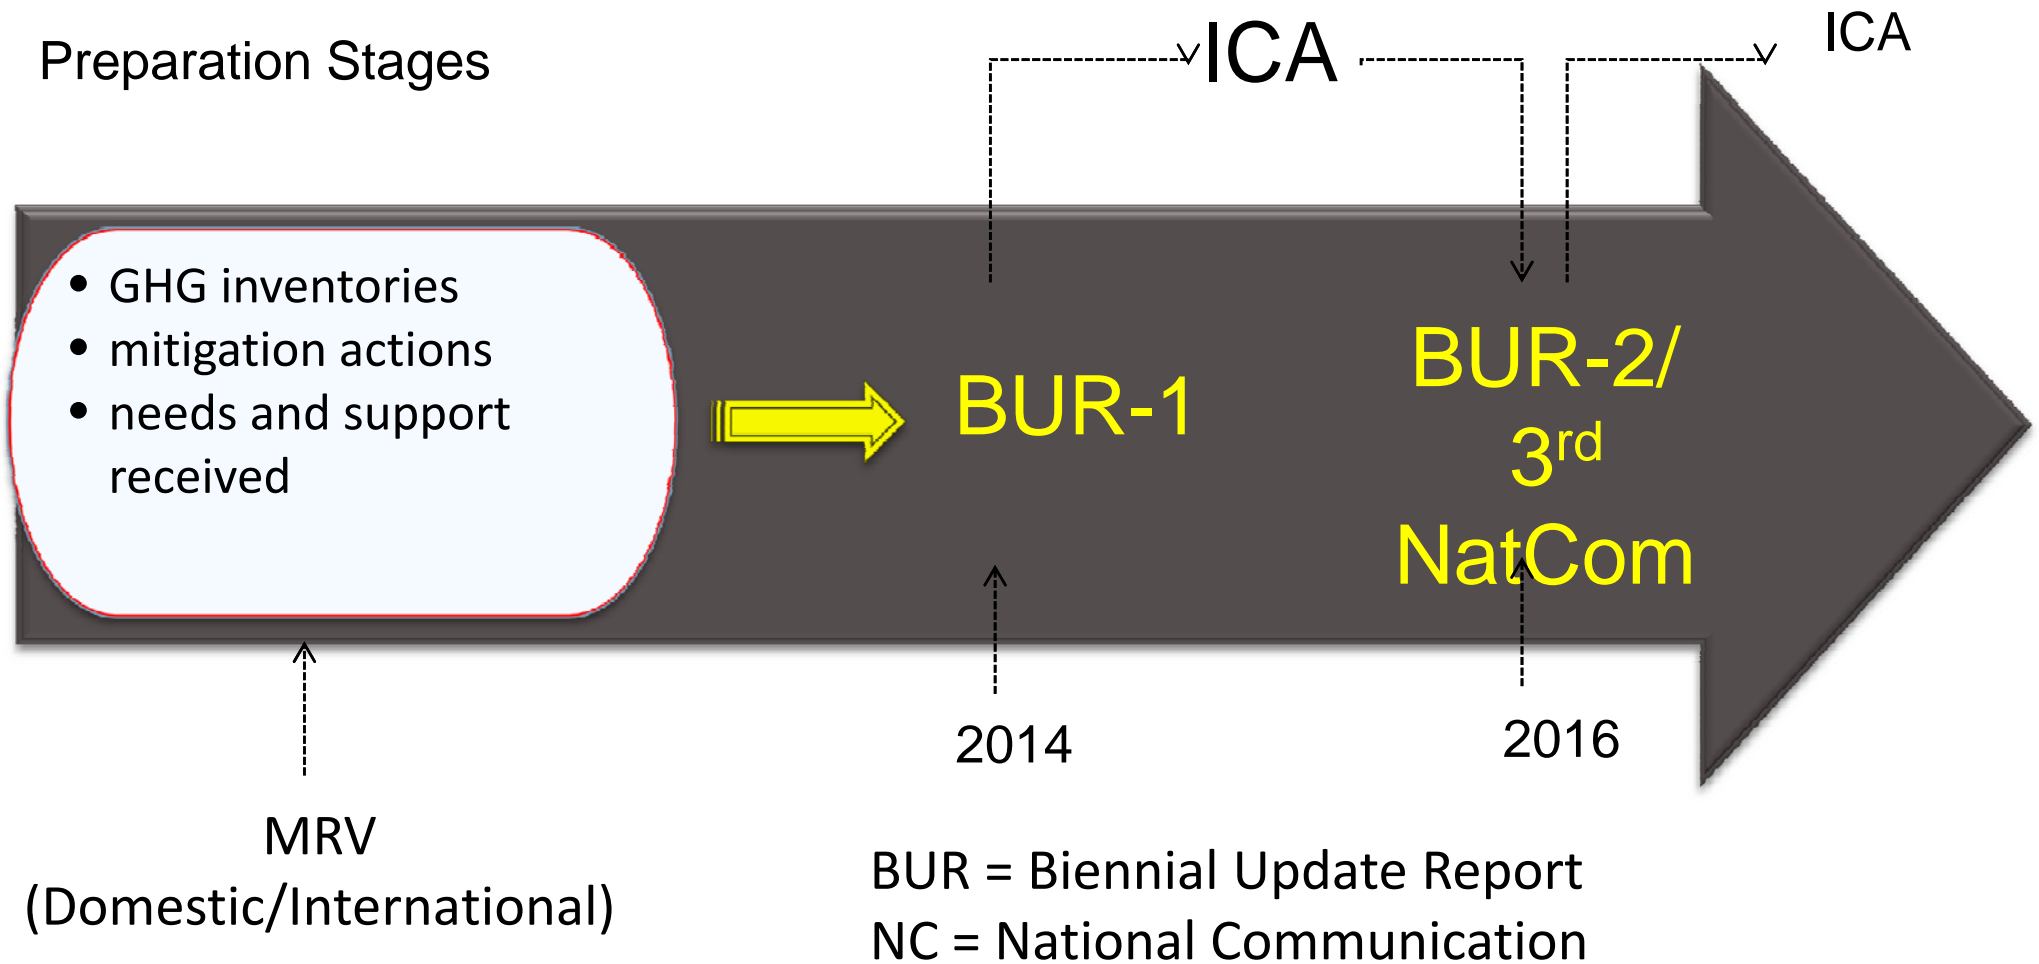 Preparation Stages
ICA
ICA
• GHG inventories
• mitigation actions
• needs and support
received
BUR-1
BUR-2/
3rd
NatCom
2014
2016
MRV
(Domestic/International)
BUR = Biennial Update Report
NC = National Communication